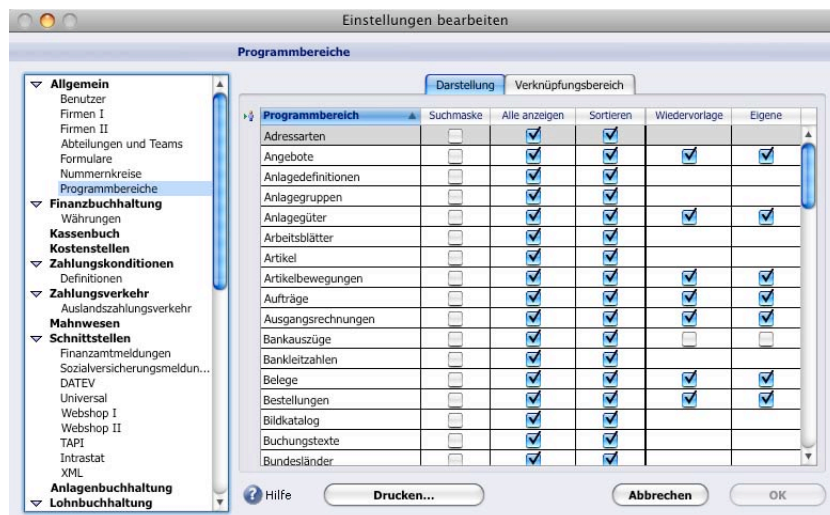 Einstellungen bearbeiten
Programmbereiche
Allgemein
Benutzer
Firmen I
Firmen II
Abteilungen und Teams
Formulare
Nummernkreise
Programmbereiche
Finanzbuchhaltung
Währungen
Kassenbuch
Kostenstellen
Zahlungskonditionen
Definitionen
Zahlungsverkehr
Auslandszahlungsverkehr
Mahnwesen
Schnittstellen
Finanzamtmeldungen
Sozialversicherungsmeldun...
DATEV
Universal
Webshop I
Webshop II
TAPI
Intrastat
XML
Anlagenbuchhaltung
Lohnbuchhaltung
Darstellung Verknüpfungsbereich
Programmbereich Suchmaske Alle anzeigen Sortieren Wiedervorlage Eigene
Adressarten
Angebote
Anlagedefinitionen
Anlagegruppen
Anlagegüter
Arbeitsblätter
Artikel
Artikelbewegungen
Aufträge
Ausgangsrechnungen
Bankauszüge
Bankleitzahlen
Belege
Bestellungen
Bildkatalog
Buchungstexte
Bundesländer
Hilfe Drucken... Abbrechen OK